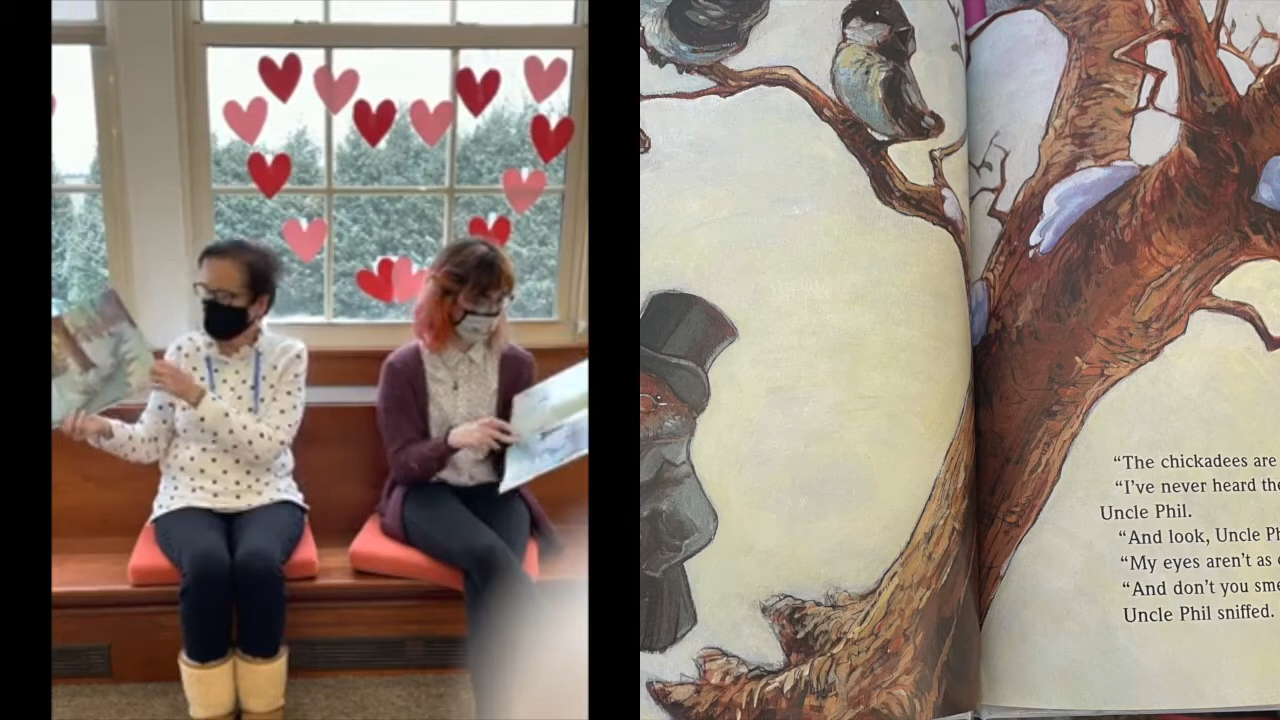 “The chickadees are
“I’ve never heard the
Uncle Phil.
“And look, Uncle Ph
“My eyes aren’t as
“And don’t you sm
Uncle Phil sniffed.